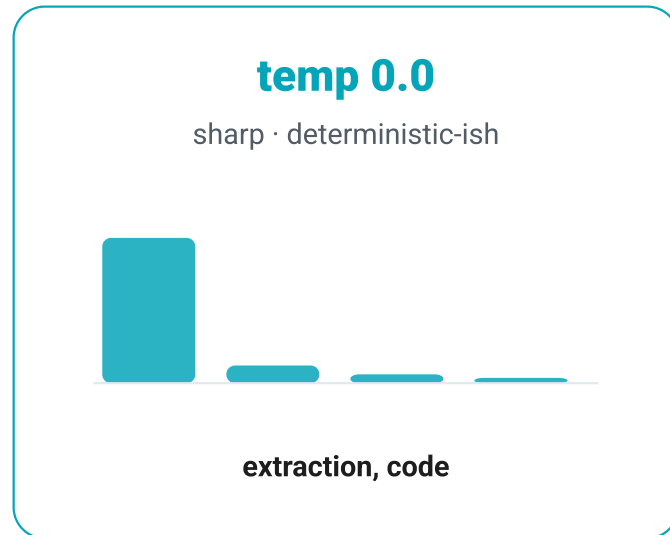 temp 0.0
sharp · deterministic-ish
extraction, code